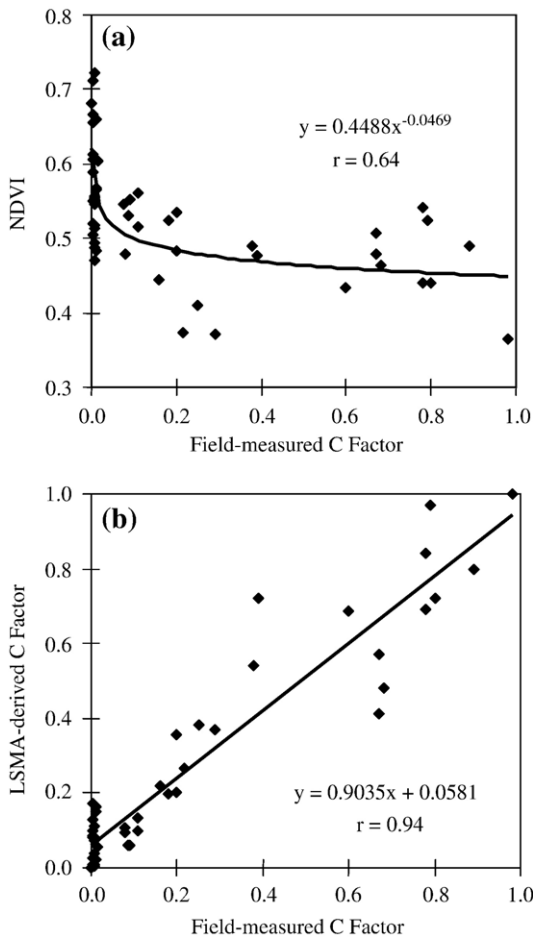 (a)
0.8
0.7
0.6
0.5
0.4
0.3
NDVI
y = 0.4488x^-0.0469
r = 0.64
0.0 0.2 0.4 0.6 0.8 1.0
Field-measured C Factor
(b)
1.0
0.8
0.6
0.4
0.2
0.0
LSMA-derived C Factor
y = 0.9035x + 0.0581
r = 0.94
0.0 0.2 0.4 0.6 0.8 1.0
Field-measured C Factor